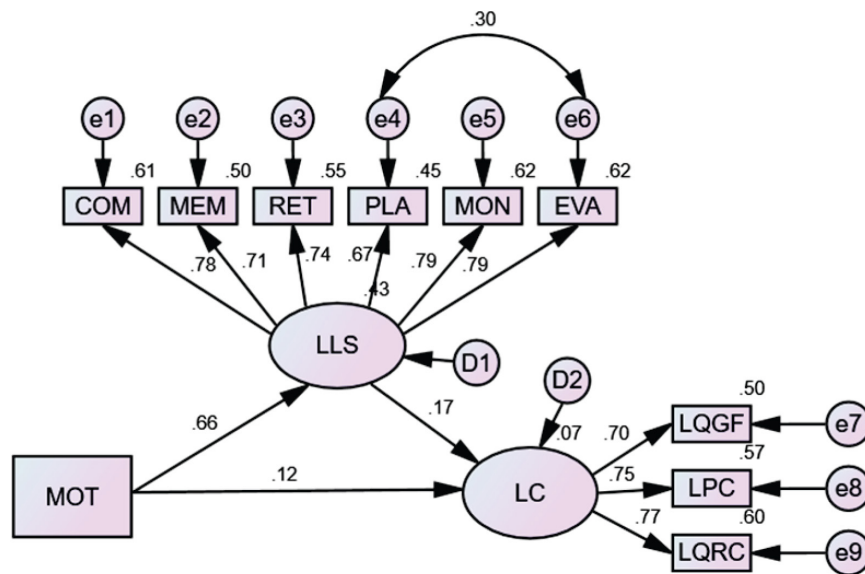 .30
e1 e2 e3 e4 e5 e6
.61 .50 .55 .45 .62 .62
COM MEM RET PLA MON EVA
.78 .71 .74 .67 .79 .79
.43
LLS
D1
D2
.50
.17
.07 .70 LQGF e7
.66
.57
.75
MOT .12 LC LPC e8
.77 .60
LQRC e9